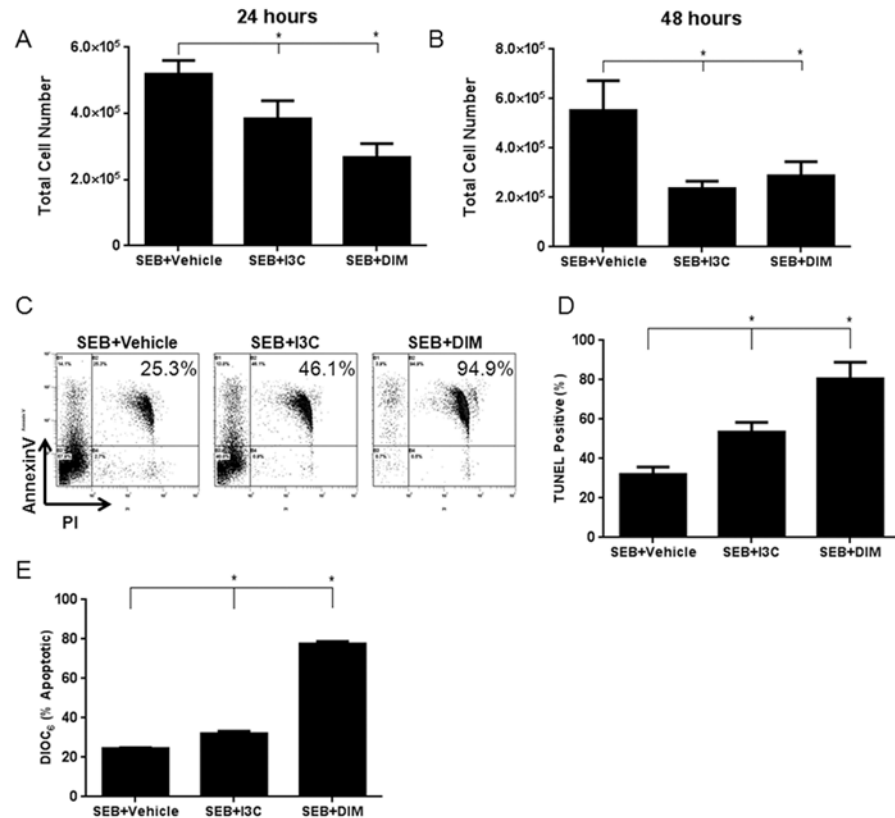 24 hours
A
6.0×10⁵
4.0×10⁵
2.0×10⁵
0
Total Cell Number
* *
SEB+Vehicle SEB+I3C SEB+DIM
48 hours
B
8.0×10⁵
6.0×10⁵
4.0×10⁵
2.0×10⁵
0
Total Cell Number
* *
SEB+Vehicle SEB+I3C SEB+DIM
C
SEB+Vehicle SEB+I3C SEB+DIM
25.3% 46.1% 94.9%
AnnexinV
PI
D
100
80
60
40
20
0
TUNEL Positive (%)
* *
SEB+Vehicle SEB+I3C SEB+DIM
E
100
80
60
40
20
0
DIOC₆ (% Apoptotic)
* *
SEB+Vehicle SEB+I3C SEB+DIM